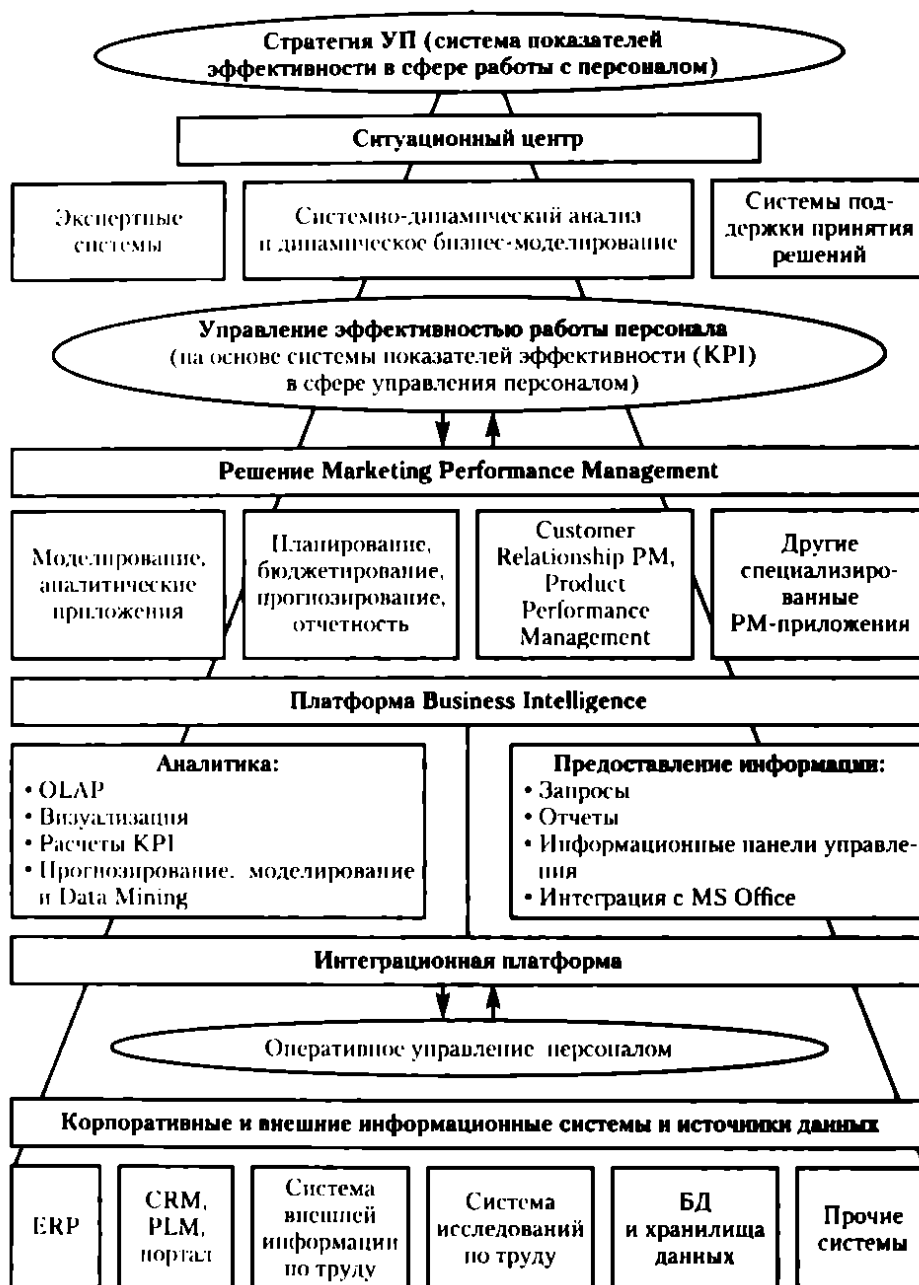 Стратегия УП (система показателей
эффективности в сфере работы с персоналом)
Ситуационный центр
Экспертные
системы
Системно-динамический анализ
и динамическое бизнес-моделирование
Системы под-
держки принятия
решений
Управление эффективностью работы персонала
(на основе системы показателей эффективности (KPI)
в сфере управления персоналом)
Решение Marketing Performance Management
Моделирование,
аналитические
приложения
Планирование,
бюджетирование,
прогнозирование,
отчетность
Customer
Relationship PM,
Product
Performance
Management
Другие
специализиро-
ванные
PM-приложения
Платформа Business Intelligence
Аналитика:
• OLAP
• Визуализация
• Расчеты KPI
• Прогнозирование, моделирование
и Data Mining
Предоставление информации:
• Запросы
• Отчеты
• Информационные панели управле-
ния
• Интеграция с MS Office
Интеграционная платформа
Оперативное управление персоналом
Корпоративные и внешние информационные системы и источники данных
ERP
CRM,
PLM,
портал
Система
внешней
информации
по труду
Система
исследований
по труду
БД
и хранилища
данных
Прочие
системы